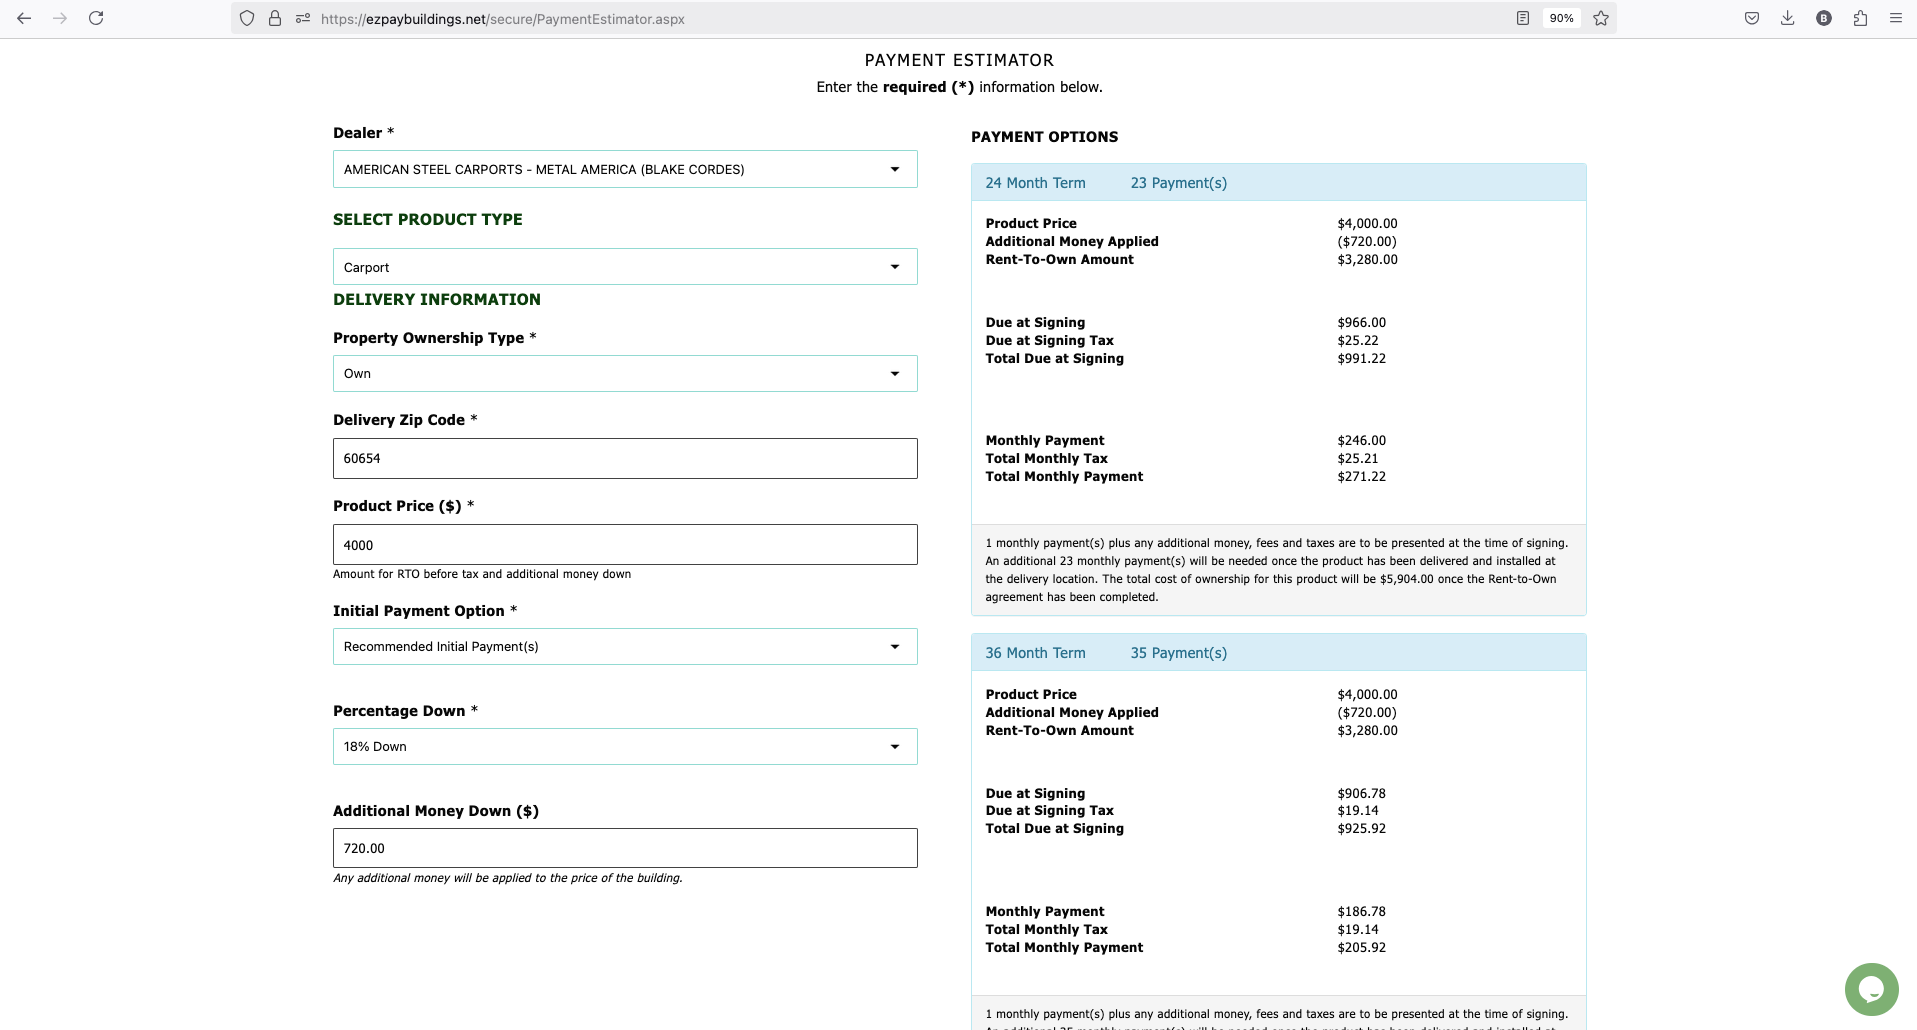 https://ezpaybuildings.net/secure/PaymentEstimator.aspx
90%
B
PAYMENT ESTIMATOR
Enter the required (*) information below.
Dealer *
AMERICAN STEEL CARPORTS - METAL AMERICA (BLAKE CORDES)
SELECT PRODUCT TYPE
Carport
DELIVERY INFORMATION
Property Ownership Type *
Own
Delivery Zip Code *
60654
Product Price ($) *
4000
Amount for RTO before tax and additional money down
Initial Payment Option *
Recommended Initial Payment(s)
Percentage Down *
18% Down
Additional Money Down ($)
720.00
Any additional money will be applied to the price of the building.
PAYMENT OPTIONS
24 Month Term 23 Payment(s)
Product Price $4,000.00
Additional Money Applied ($720.00)
Rent-To-Own Amount $3,280.00
Due at Signing $966.00
Due at Signing Tax $25.22
Total Due at Signing $991.22
Monthly Payment $246.00
Total Monthly Tax $25.21
Total Monthly Payment $271.22
1 monthly payment(s) plus any additional money, fees and taxes are to be presented at the time of signing.
An additional 23 monthly payment(s) will be needed once the product has been delivered and installed at
the delivery location. The total cost of ownership for this product will be $5,904.00 once the Rent-to-Own
agreement has been completed.
36 Month Term 35 Payment(s)
Product Price $4,000.00
Additional Money Applied ($720.00)
Rent-To-Own Amount $3,280.00
Due at Signing $906.78
Due at Signing Tax $19.14
Total Due at Signing $925.92
Monthly Payment $186.78
Total Monthly Tax $19.14
Total Monthly Payment $205.92
1 monthly payment(s) plus any additional money, fees and taxes are to be presented at the time of signing.